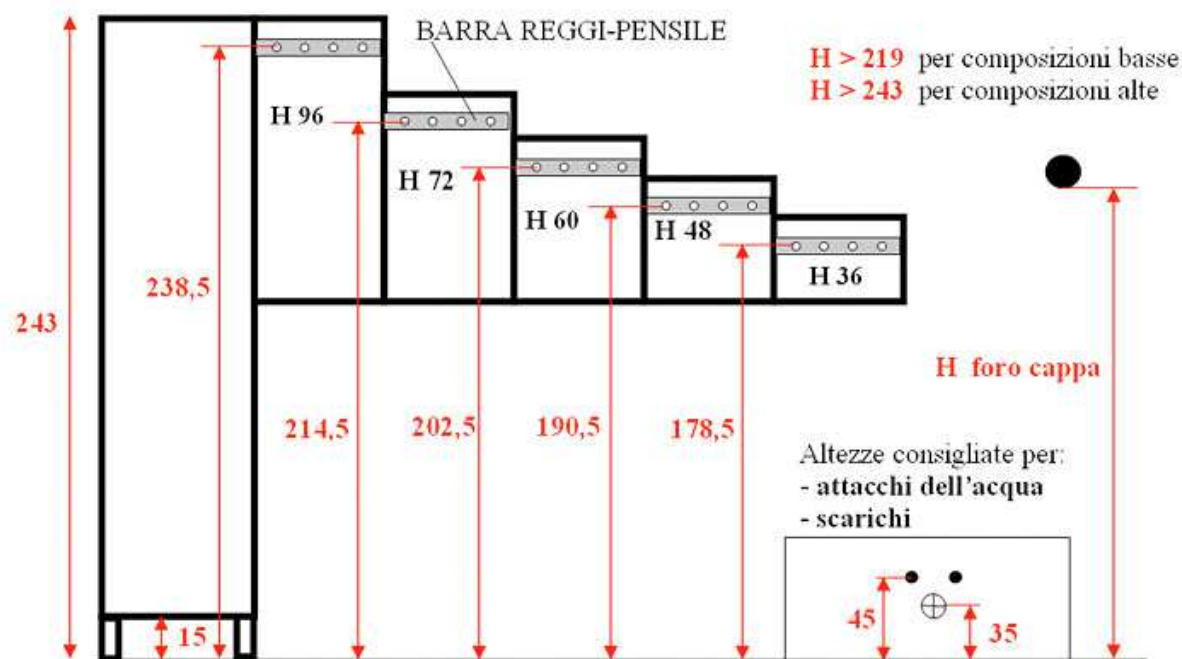 BARRA REGGI-PENSILE
H > 219 per composizioni basse
H > 243 per composizioni alte
H 96
H 72
H 60
H 48
H 36
238,5
243
H foro cappa
214,5
202,5
190,5
178,5
Altezze consigliate per:
- attacchi dell'acqua
- scarichi
15
45
35